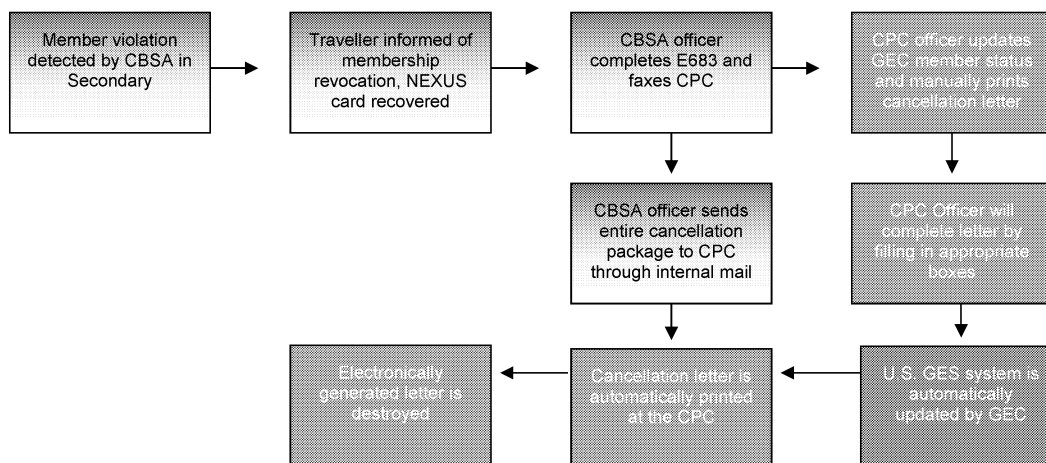 Member violation
detected by CBSA in
Secondary
Traveller informed of
membership
revocation, NEXUS
card recovered
CBSA officer
completes E683 and
faxes CPC
CPC officer updates
GEC member status
and manually prints
cancellation letter
CBSA officer sends
entire cancellation
package to CPC
through internal mail
CPC Officer will
complete letter by
filling in appropriate
boxes
Electronically
generated letter is
destroyed
Cancellation letter is
automatically printed
at the CPC
U.S. GES system is
automatically
updated by GEC